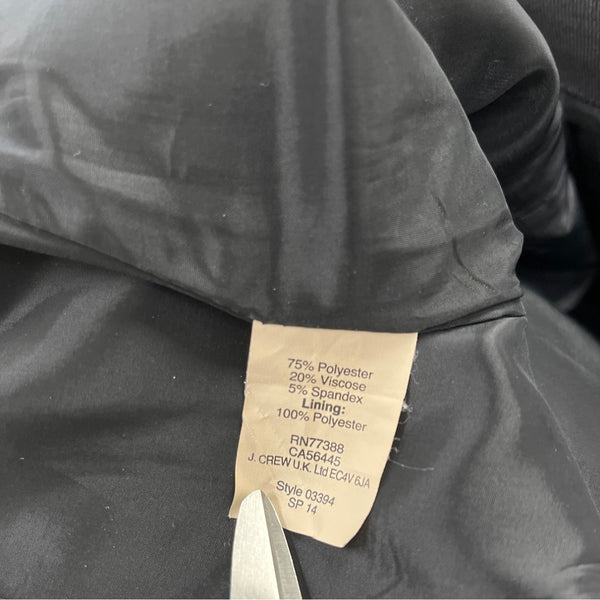 75% Polyester
20% Viscose
5% Spandex
Lining:
100% Polyester
RN77388
CA56445
J. CREW U.K. Ltd EC4V 6JA
Style 03394
SP 14